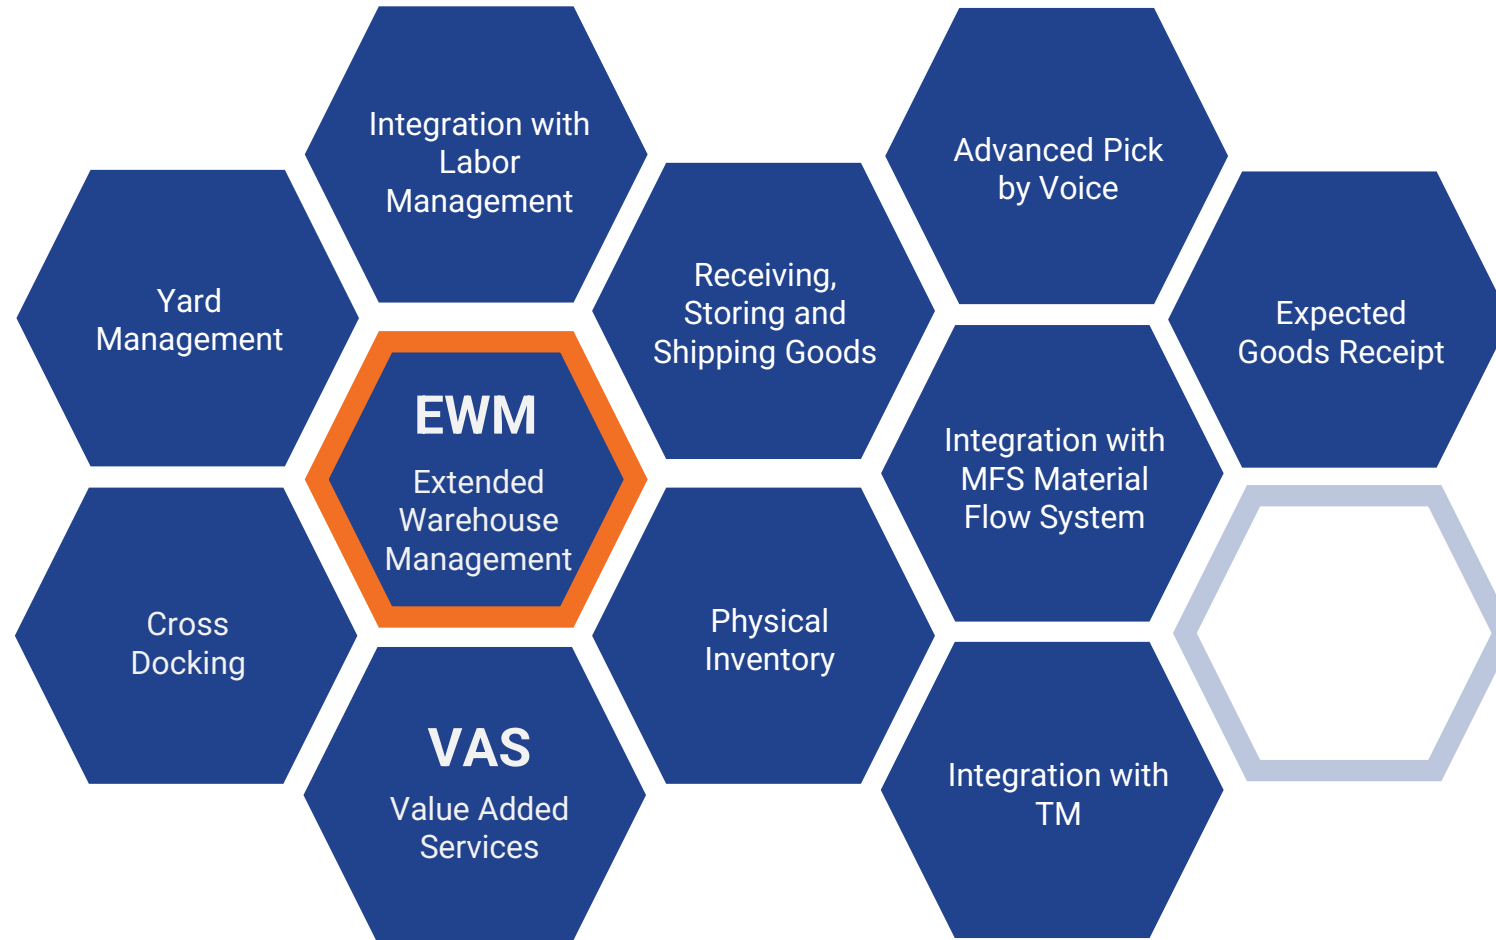 Integration with
Labor
Management
Advanced Pick
by Voice
Yard
Management
Receiving,
Storing and
Shipping Goods
Expected
Goods Receipt
EWM
Extended
Warehouse
Management
Integration with
MFS Material
Flow System
Cross
Docking
Physical
Inventory
VAS
Value Added
Services
Integration with
TM